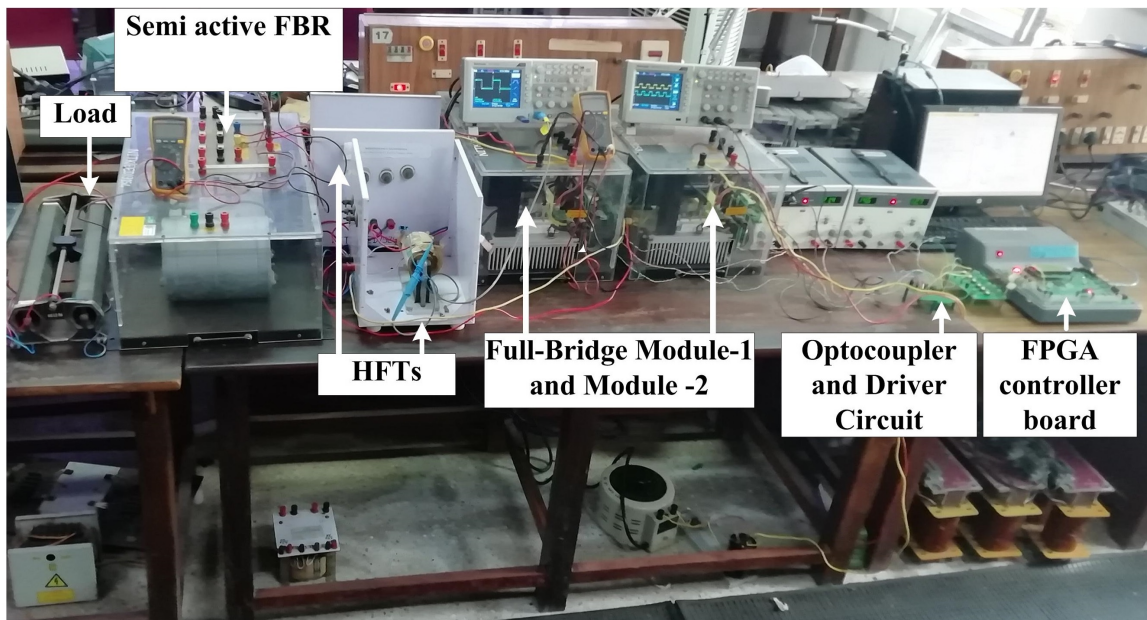 Semi active FBR
Load
17
HFTs
Full-Bridge Module-1
and Module -2
Optocoupler
and Driver
Circuit
FPGA
controller
board